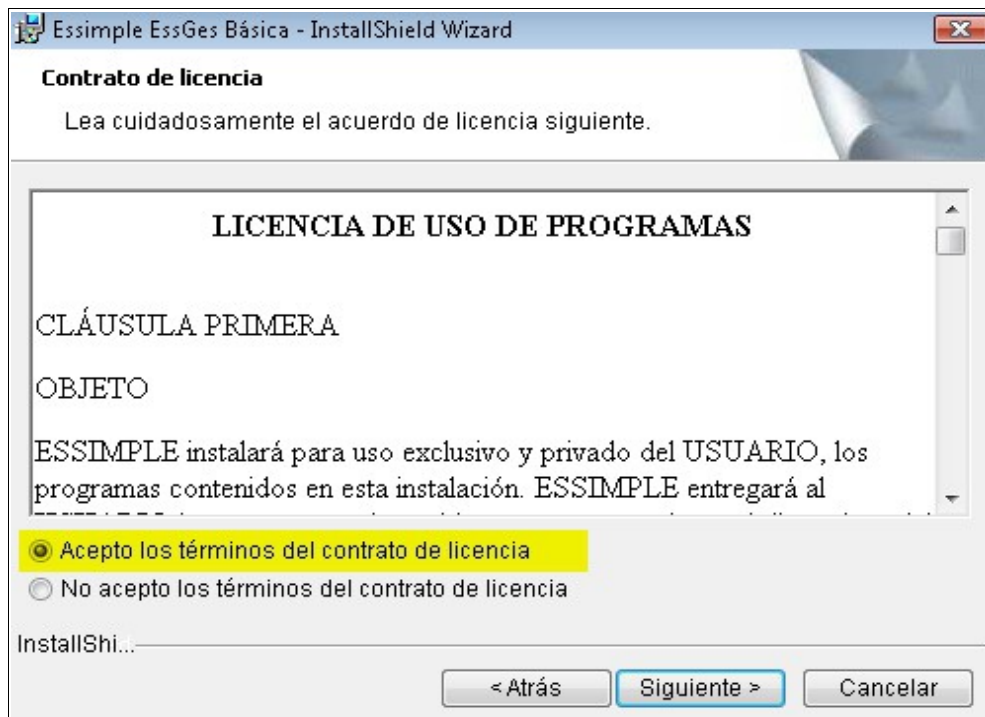 Essimple EssGes Básica - InstallShield Wizard
Contrato de licencia
Lea cuidadosamente el acuerdo de licencia siguiente.
LICENCIA DE USO DE PROGRAMAS
CLÁUSULA PRIMERA
OBJETO
ESSIMPLE instalará para uso exclusivo y privado del USUARIO, los
programas contenidos en esta instalación. ESSIMPLE entregará al
Acepto los términos del contrato de licencia
No acepto los términos del contrato de licencia
InstallShi...
< Atrás
Siguiente >
Cancelar